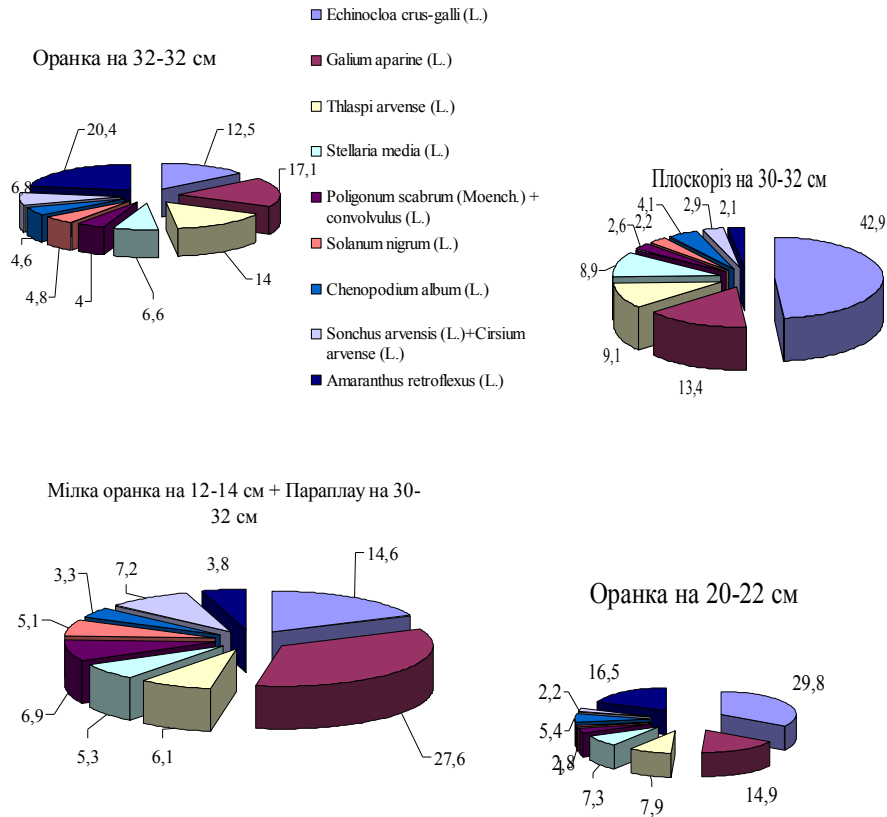 Echinocloa crus-galli (L.)
Galium aparine (L.)
Thlaspi arvense (L.)
Stellaria media (L.)
Poligonum scabrum (Moench.) +
convolvulus (L.)
Solanum nigrum (L.)
Chenopodium album (L.)
Sonchus arvensis (L.)+Cirsium
arvense (L.)
Amaranthus retroflexus (L.)
Оранка на 32-32 см
20,4
12,5
17,1
14
6,6
4
4,8
4,6
6,8
Плоскоріз на 30-32 см
4,1
2,9
2,1
2,6
2,2
42,9
8,9
9,1
13,4
Мілка оранка на 12-14 см + Параплау на 30-
32 см
7,2
3,8
14,6
3,3
5,1
6,9
5,3
6,1
27,6
Оранка на 20-22 см
16,5
29,8
2,2
5,4
7,3
7,9
14,9